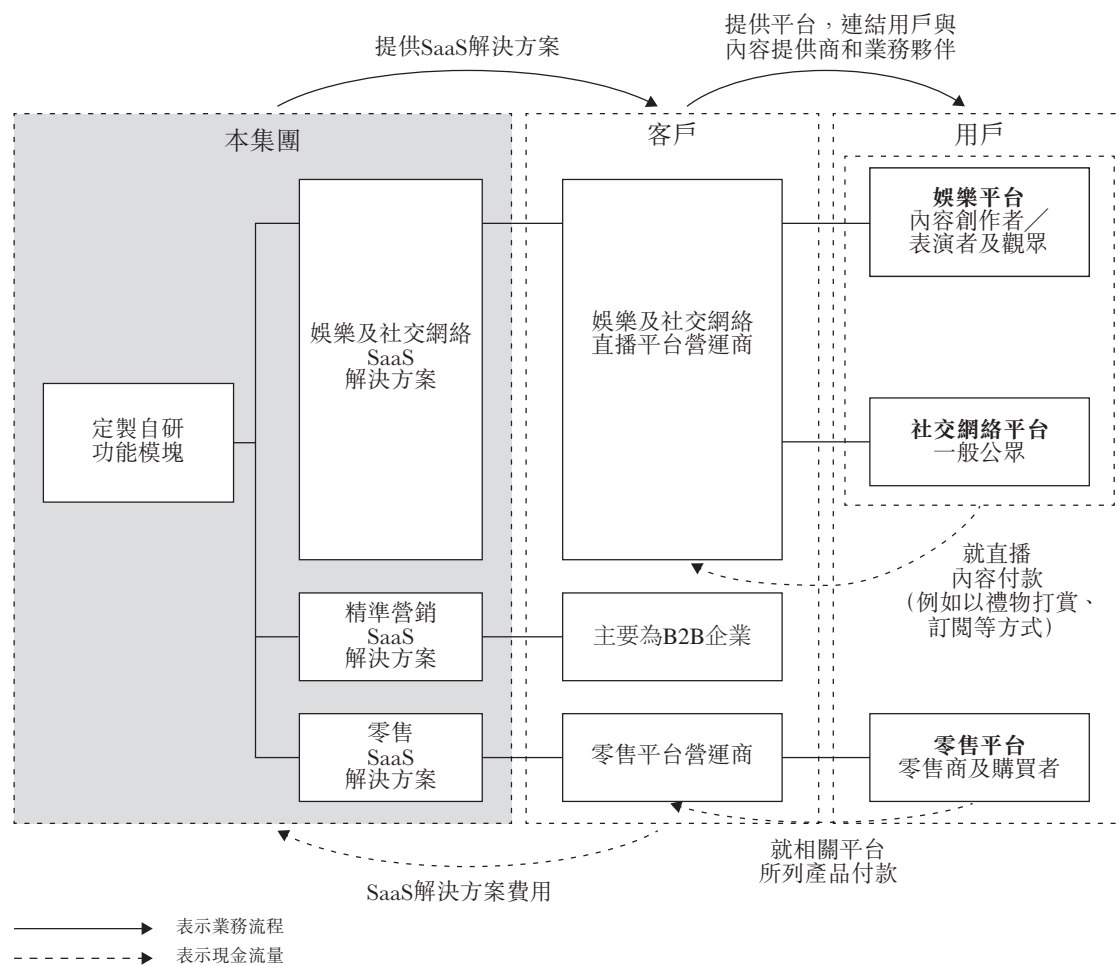 提供SaaS解決方案
提供平台，連結用戶與
內容提供商和業務夥伴
本集團
客戶
用戶
定製自研
功能模塊
娛樂及社交網絡
SaaS
解決方案
娛樂及社交網絡
直播平台營運商
娛樂平台
內容創作者／
表演者及觀眾
社交網絡平台
一般公眾
就直播
內容付款
(例如以禮物打賞、
訂閱等方式)
精準營銷
SaaS
解決方案
主要為B2B企業
零售
SaaS
解決方案
零售平台營運商
零售平台
零售商及購買者
就相關平台
所列產品付款
SaaS解決方案費用
表示業務流程
表示現金流量